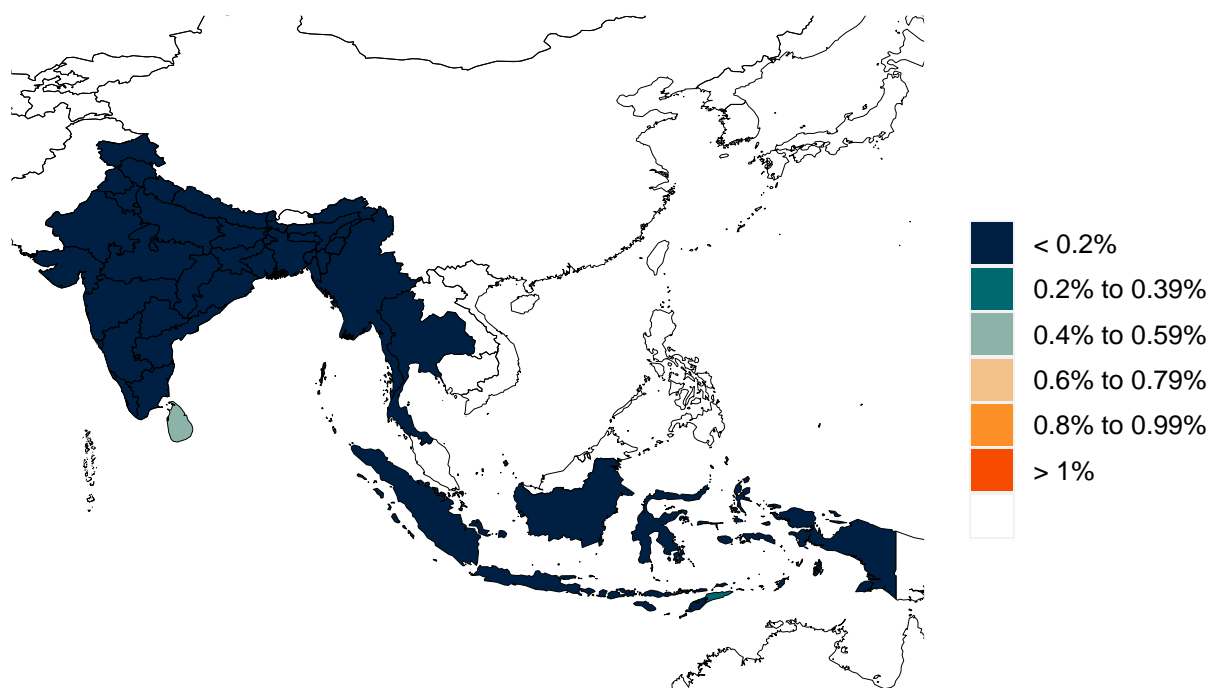 < 0.2%
0.2% to 0.39%
0.4% to 0.59%
0.6% to 0.79%
0.8% to 0.99%
> 1%